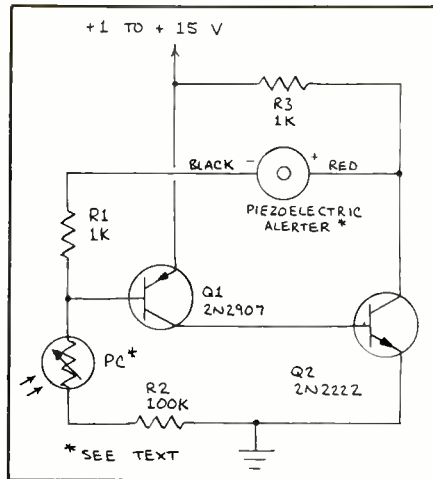 +1 TO + 15 V
R3
1K
BLACK - + RED
PIEZOELECTRIC
ALERTER *
R1
1K
Q1
2N2907
PC*
Q2
2N2222
R2
100K
* SEE TEXT